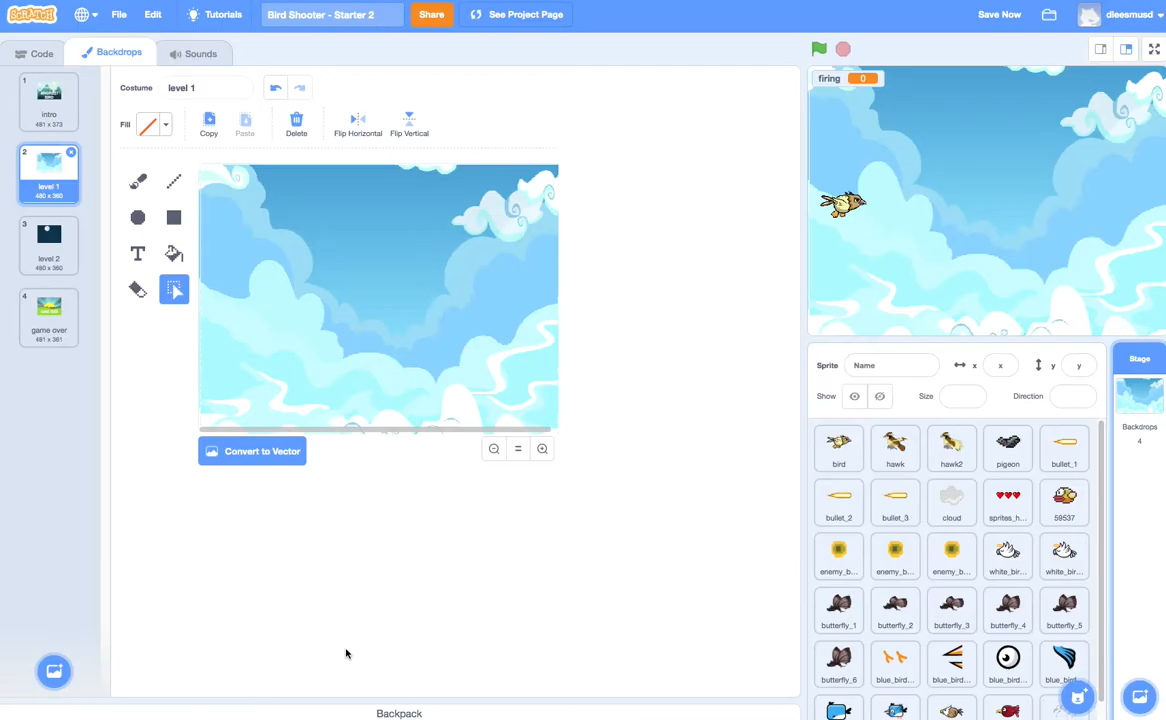 SCRATCH File Edit Tutorials Bird Shooter - Starter 2 Share See Project Page Save Now dleesmusd
Code Backdrops Sounds
1
intro
481 x 373
2
level 1
480 x 360
3
level 2
480 x 360
4
game over
481 x 361
Costume level 1
Fill Copy Paste Delete Flip Horizontal Flip Vertical
T
Convert to Vector
firing 0
Sprite Name x x y y
Show Size Direction
Stage
Backdrops
4
bird hawk hawk2 pigeon bullet_1
bullet_2 bullet_3 cloud sprites_h... 59537
enemy_b... enemy_b... enemy_b... white_bir... white_bir...
butterfly_1 butterfly_2 butterfly_3 butterfly_4 butterfly_5
butterfly_6 blue_bird... blue_bird... blue_bird... blue_bird
Backpack